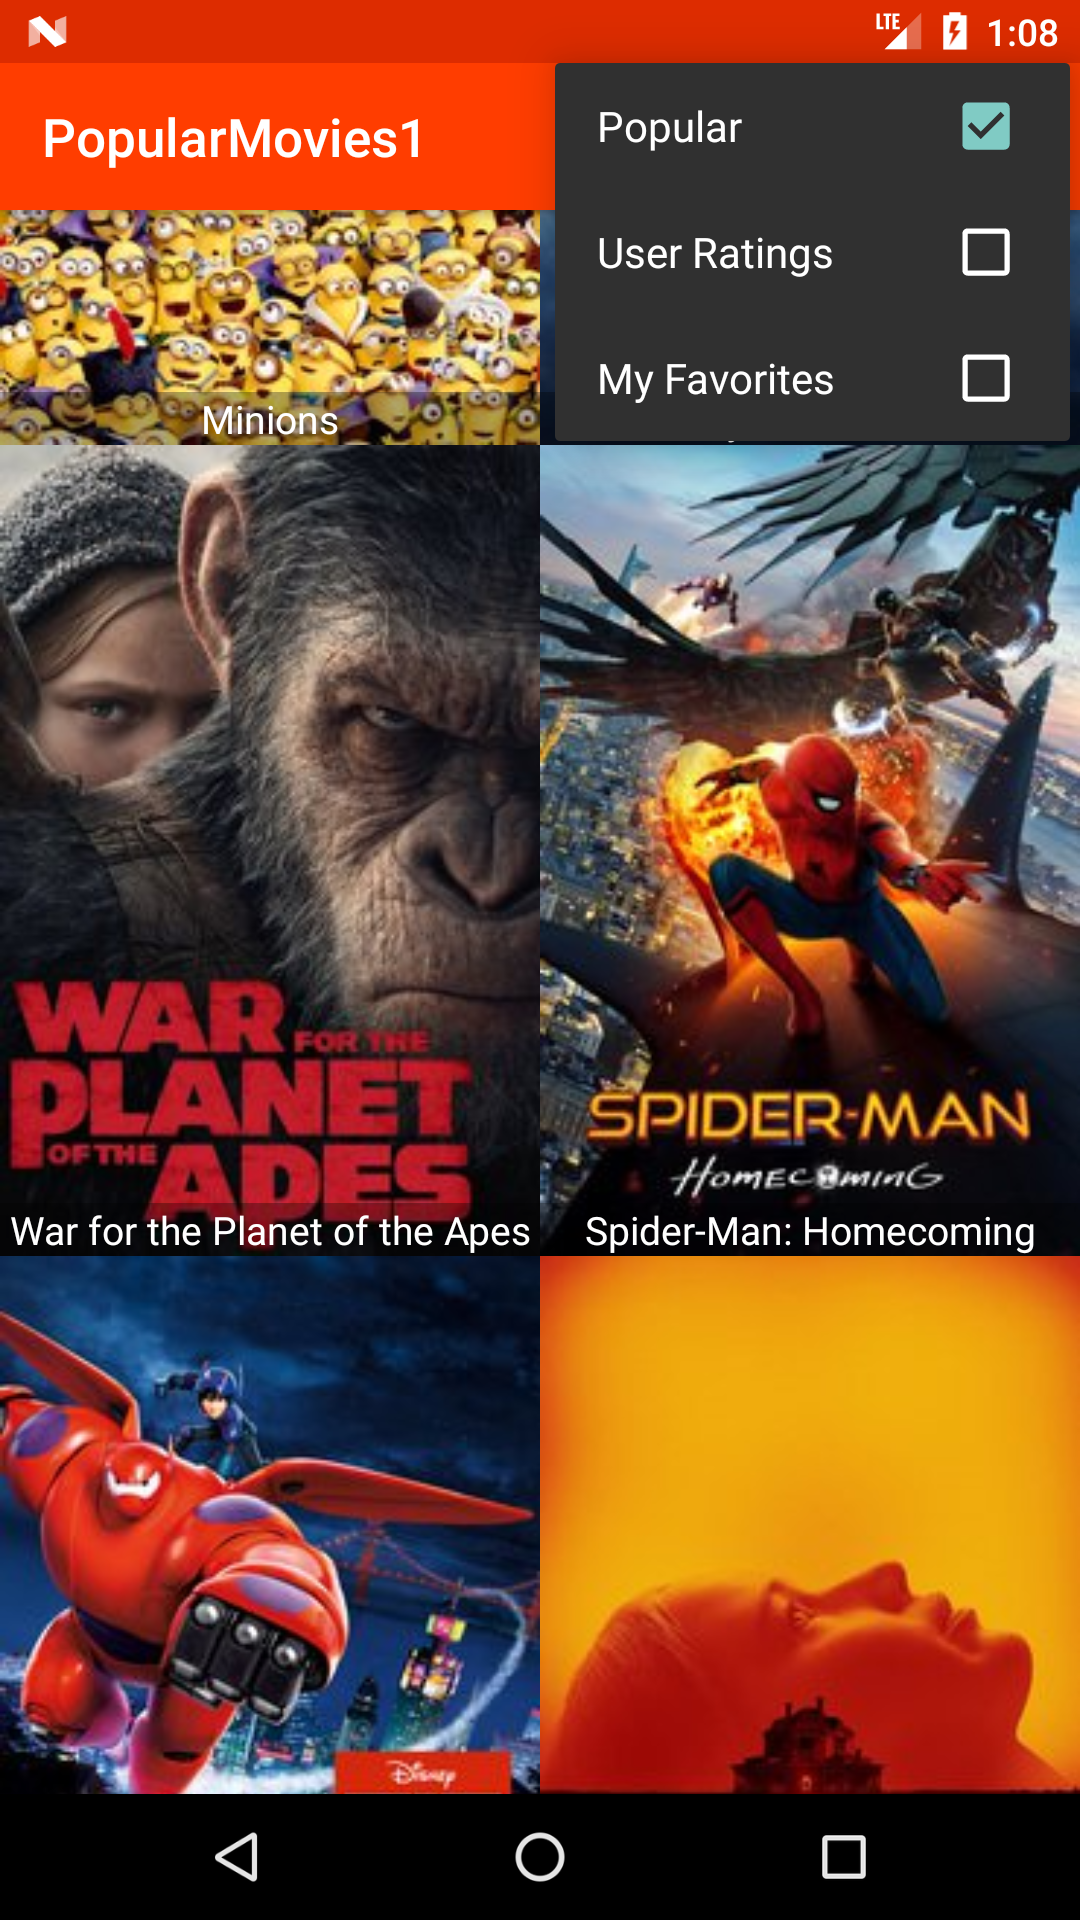 LTE 1:08
PopularMovies1
Popular
User Ratings
My Favorites
Minions
WAR FOR THE
PLANET
OF THE APES
War for the Planet of the Apes
SPIDER-MAN
HOMECOMING
Spider-Man: Homecoming
Disney